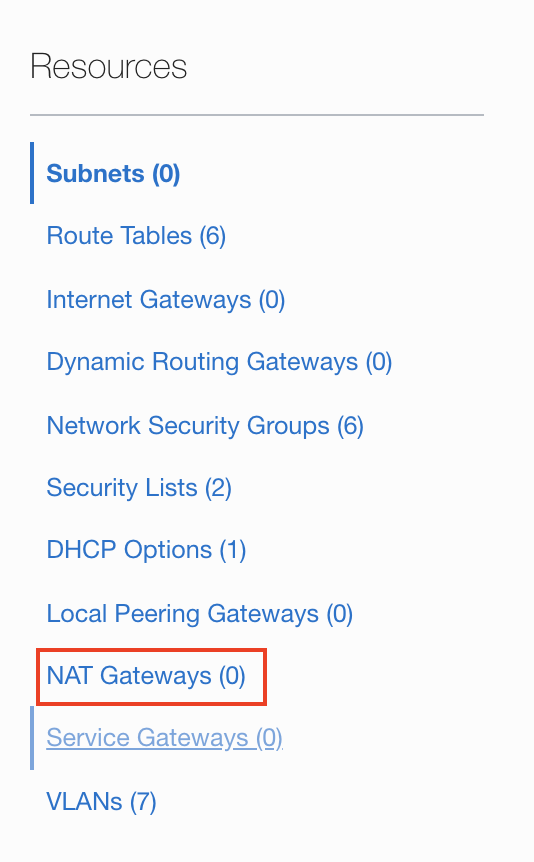 Resources
Subnets (0)
Route Tables (6)
Internet Gateways (0)
Dynamic Routing Gateways (0)
Network Security Groups (6)
Security Lists (2)
DHCP Options (1)
Local Peering Gateways (0)
NAT Gateways (0)
Service Gateways (0)
VLANs (7)